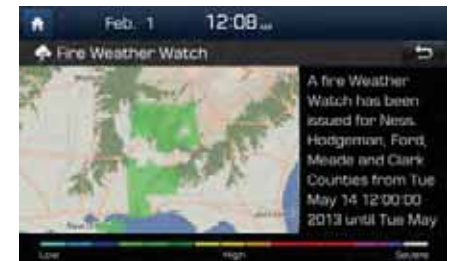 Feb. 1 12:08 AM
Fire Weather Watch
A fire Weather
Watch has been
issued for Ness,
Hodgeman, Ford,
Meade and Clark
Counties from Tue
May 14 12:00:00
2013 until Tue May
Low High Severe